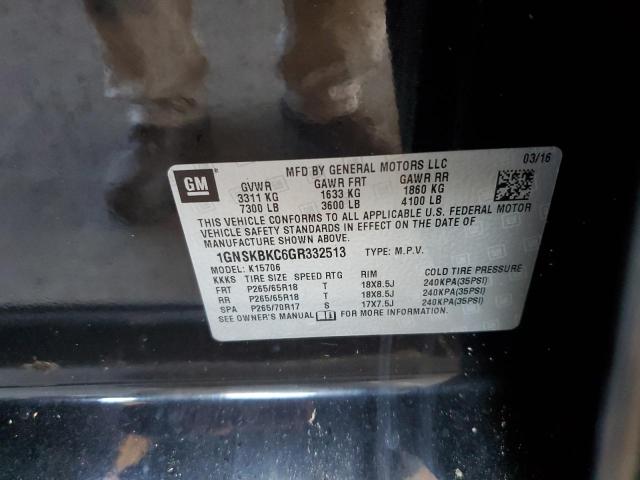 GM
MFD BY GENERAL MOTORS LLC 03/16
GVWR GAWR FRT GAWR RR
3311 KG 1633 KG 1860 KG
7300 LB 3600 LB 4100 LB
THIS VEHICLE CONFORMS TO ALL APPLICABLE U.S. FEDERAL MOTOR
VEHICLE SAFETY STANDARDS IN EFFECT ON THE DATE OF
MANUFACTURE SHOWN ABOVE.
1GNSKBKC6GR332513 TYPE: M.P.V.
MODEL: K15706
KKKS TIRE SIZE SPEED RTG RIM COLD TIRE PRESSURE
FRT P265/65R18 T 18X8.5J 240KPA(35PSI)
RR P265/65R18 T 18X8.5J 240KPA(35PSI)
SPA P265/70R17 S 17X7.5J 240KPA(35PSI)
SEE OWNER'S MANUAL FOR MORE INFORMATION.